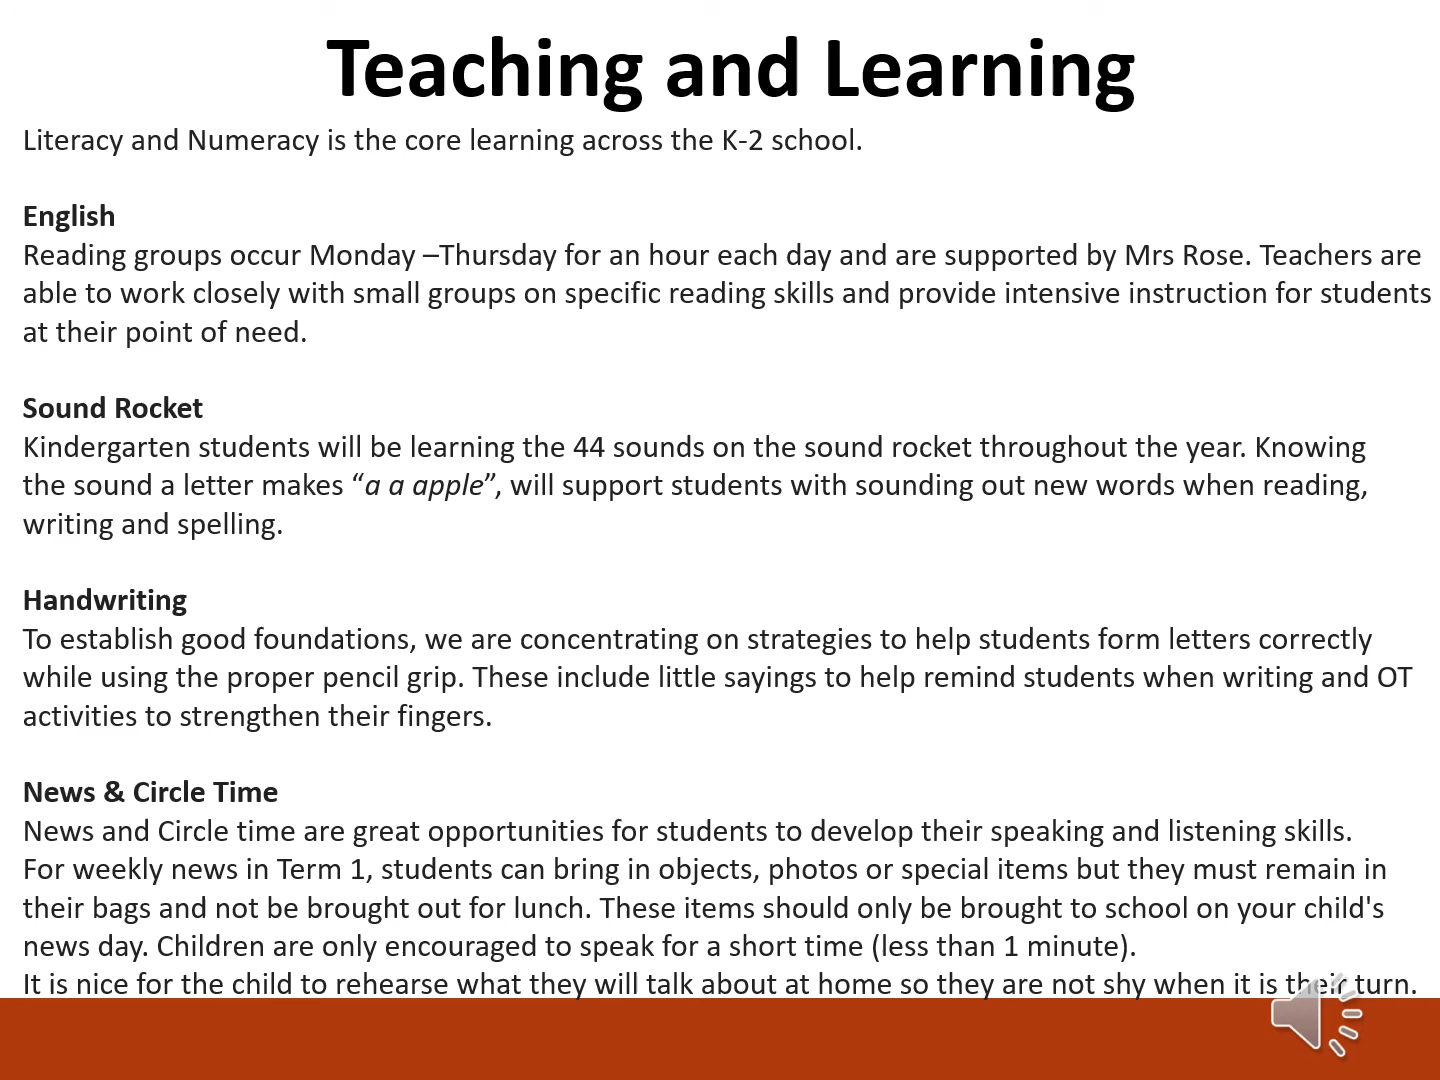 Teaching and Learning
Literacy and Numeracy is the core learning across the K-2 school.
English
Reading groups occur Monday –Thursday for an hour each day and are supported by Mrs Rose. Teachers are
able to work closely with small groups on specific reading skills and provide intensive instruction for students
at their point of need.
Sound Rocket
Kindergarten students will be learning the 44 sounds on the sound rocket throughout the year. Knowing
the sound a letter makes “a a apple”, will support students with sounding out new words when reading,
writing and spelling.
Handwriting
To establish good foundations, we are concentrating on strategies to help students form letters correctly
while using the proper pencil grip. These include little sayings to help remind students when writing and OT
activities to strengthen their fingers.
News & Circle Time
News and Circle time are great opportunities for students to develop their speaking and listening skills.
For weekly news in Term 1, students can bring in objects, photos or special items but they must remain in
their bags and not be brought out for lunch. These items should only be brought to school on your child's
news day. Children are only encouraged to speak for a short time (less than 1 minute).
It is nice for the child to rehearse what they will talk about at home so they are not shy when it is their turn.